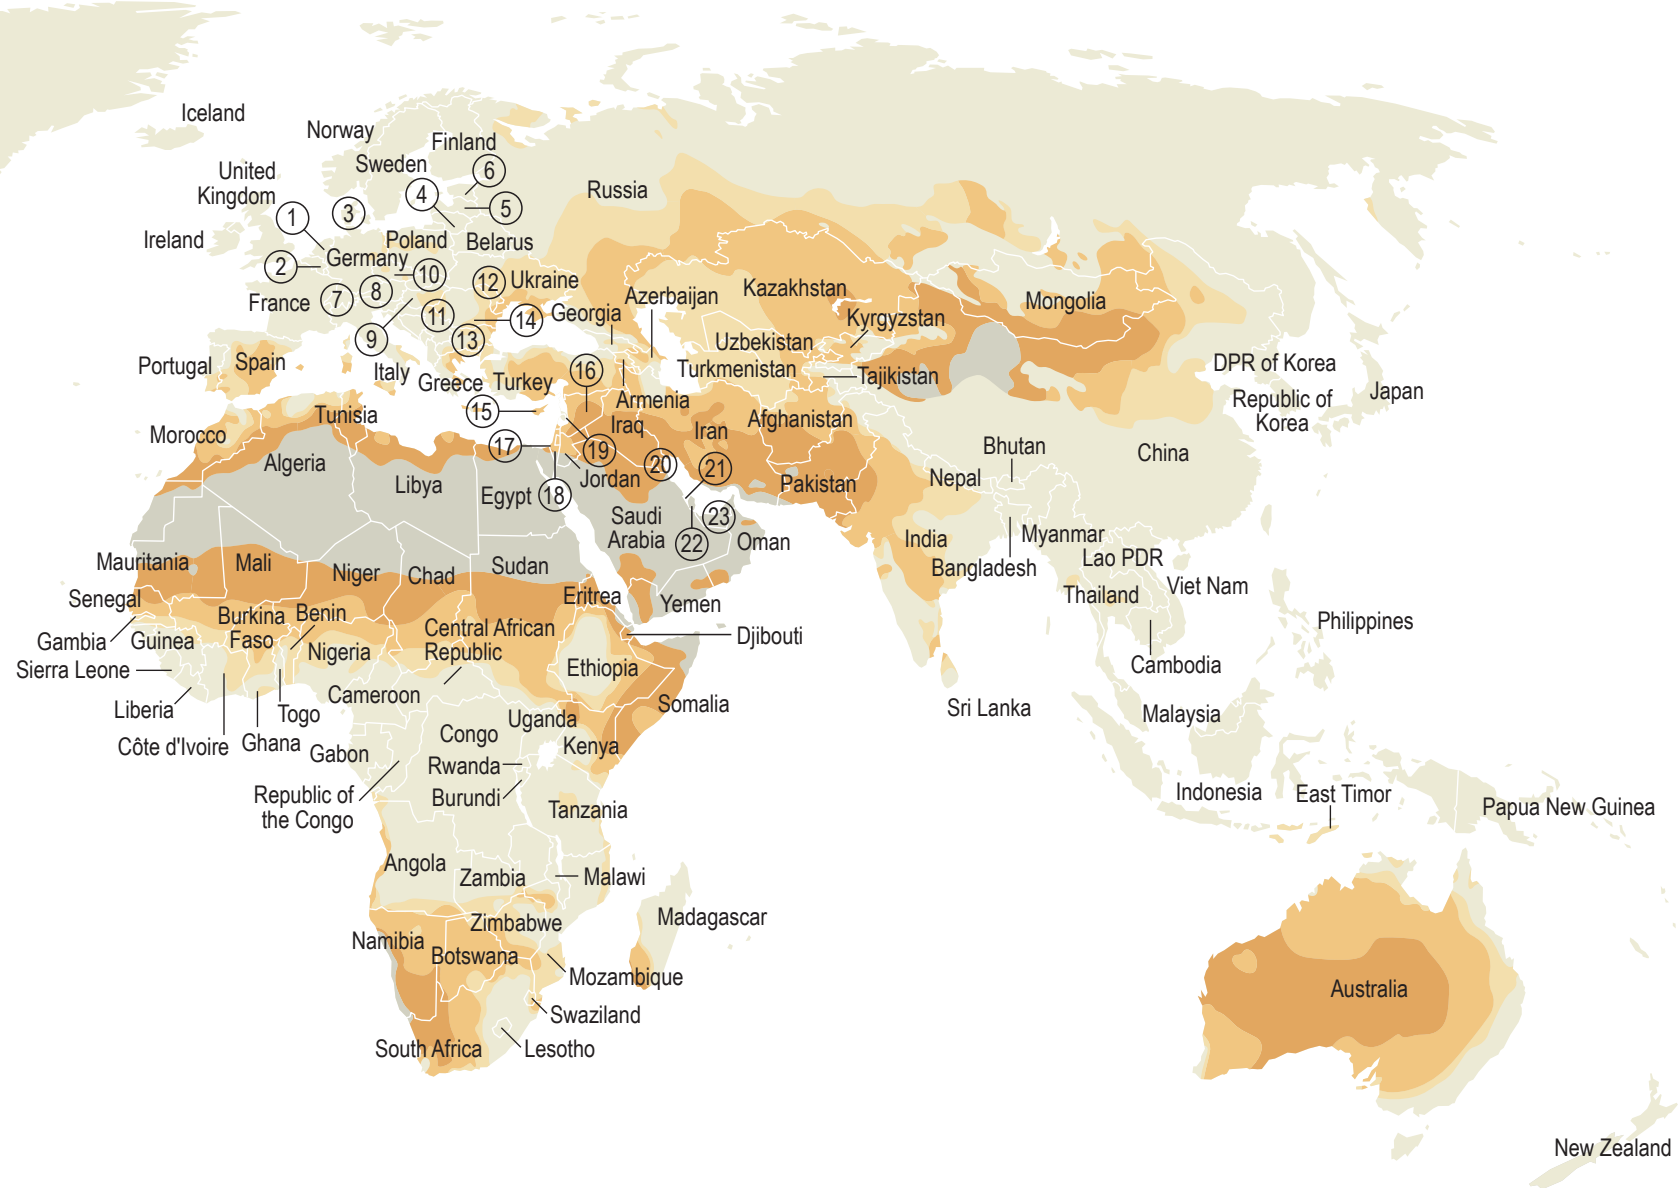 Iceland
Norway
Finland
Sweden
United
Kingdom
6
4
5
1
3
Russia
Ireland
Poland
Belarus
Germany
2
10
12
Ukraine
8
7
France
Azerbaijan
Kazakhstan
Mongolia
Georgia
11
14
Kyrgyzstan
9
13
Uzbekistan
Portugal
Spain
Italy
Greece
Turkey
16
Turkmenistan
Tajikistan
DPR of Korea
Japan
Republic of
Korea
15
Armenia
Tunisia
Iraq
Iran
Afghanistan
Morocco
17
19
20
21
Bhutan
China
Algeria
Libya
Egypt
18
Jordan
Pakistan
Nepal
Saudi
Arabia
22
23
Oman
India
Myanmar
Bangladesh
Lao PDR
Viet Nam
Thailand
Mauritania
Mali
Niger
Chad
Sudan
Eritrea
Yemen
Senegal
Burkina
Faso
Benin
Gambia
Guinea
Nigeria
Central African
Republic
Djibouti
Philippines
Sierra Leone
Ethiopia
Cambodia
Liberia
Togo
Cameroon
Somalia
Sri Lanka
Malaysia
Côte d'Ivoire
Ghana
Gabon
Congo
Uganda
Kenya
Rwanda
Burundi
Republic of
the Congo
Tanzania
Indonesia
East Timor
Papua New Guinea
Angola
Zambia
Malawi
Zimbabwe
Madagascar
Namibia
Botswana
Mozambique
Australia
Swaziland
South Africa
Lesotho
New Zealand